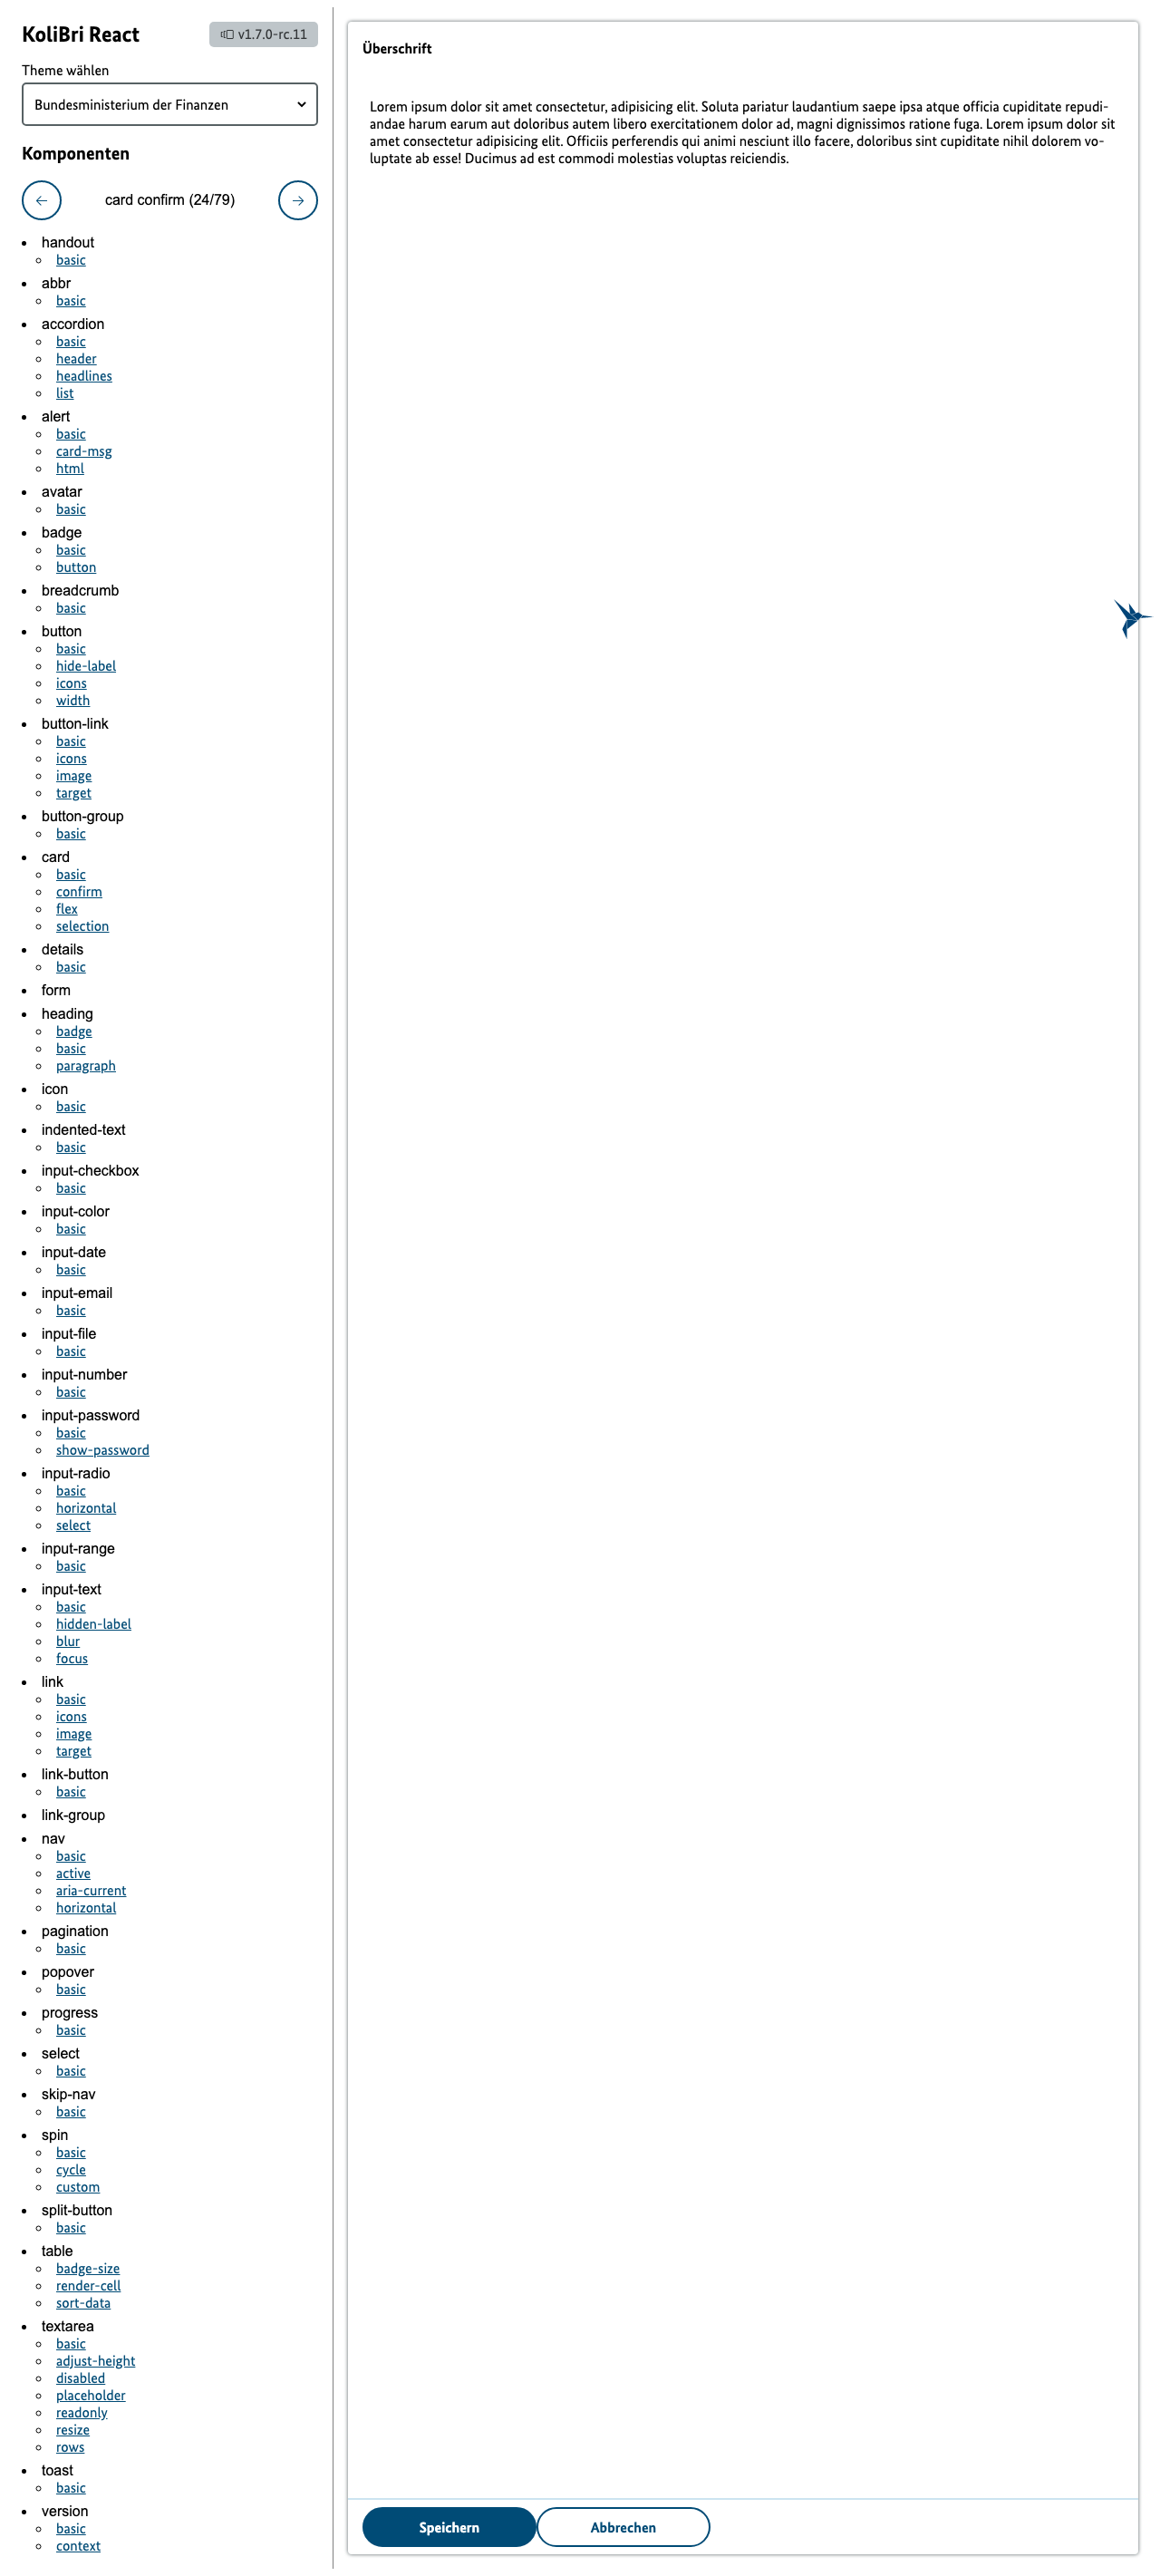 KoliBri React
v1.7.0-rc.11
Theme wählen
Bundesministerium der Finanzen
Komponenten
card confirm (24/79)
handout
basic
abbr
basic
accordion
basic
header
headlines
list
alert
basic
card-msg
html
avatar
basic
badge
basic
button
breadcrumb
basic
button
basic
hide-label
icons
width
button-link
basic
icons
image
target
button-group
basic
card
basic
confirm
flex
selection
details
basic
form
heading
badge
basic
paragraph
icon
basic
indented-text
basic
input-checkbox
basic
input-color
basic
input-date
basic
input-email
basic
input-file
basic
input-number
basic
input-password
basic
show-password
input-radio
basic
horizontal
select
input-range
basic
input-text
basic
hidden-label
blur
focus
link
basic
icons
image
target
link-button
basic
link-group
nav
basic
active
aria-current
horizontal
pagination
basic
popover
basic
progress
basic
select
basic
skip-nav
basic
spin
basic
cycle
custom
split-button
basic
table
badge-size
render-cell
sort-data
textarea
basic
adjust-height
disabled
placeholder
readonly
resize
rows
toast
basic
version
basic
context
Überschrift
Lorem ipsum dolor sit amet consectetur, adipisicing elit. Soluta pariatur laudantium saepe ipsa atque officia cupiditate repudi-
andae harum earum aut doloribus autem libero exercitationem dolor ad, magni dignissimos ratione fuga. Lorem ipsum dolor sit
amet consectetur adipisicing elit. Officiis perferendis qui animi nesciunt illo facere, doloribus sint cupiditate nihil dolorem vo-
luptate ab esse! Ducimus ad est commodi molestias voluptas reiciendis.
Speichern
Abbrechen